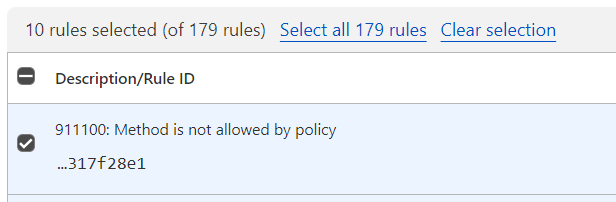 10 rules selected (of 179 rules) Select all 179 rules Clear selection
Description/Rule ID
911100: Method is not allowed by policy
...317f28e1